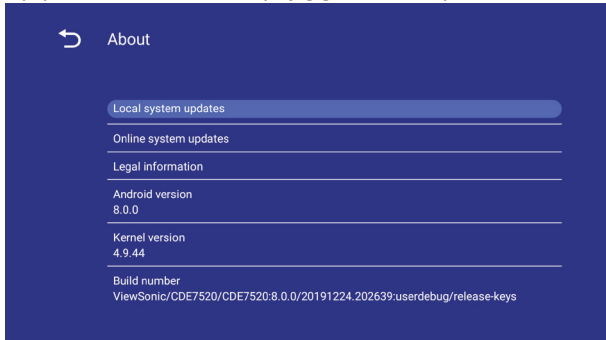 About
Local system updates
Online system updates
Legal information
Android version
8.0.0
Kernel version
4.9.44
Build number
ViewSonic/CDE7520/CDE7520:8.0.0/20191224.202639:userdebug/release-keys